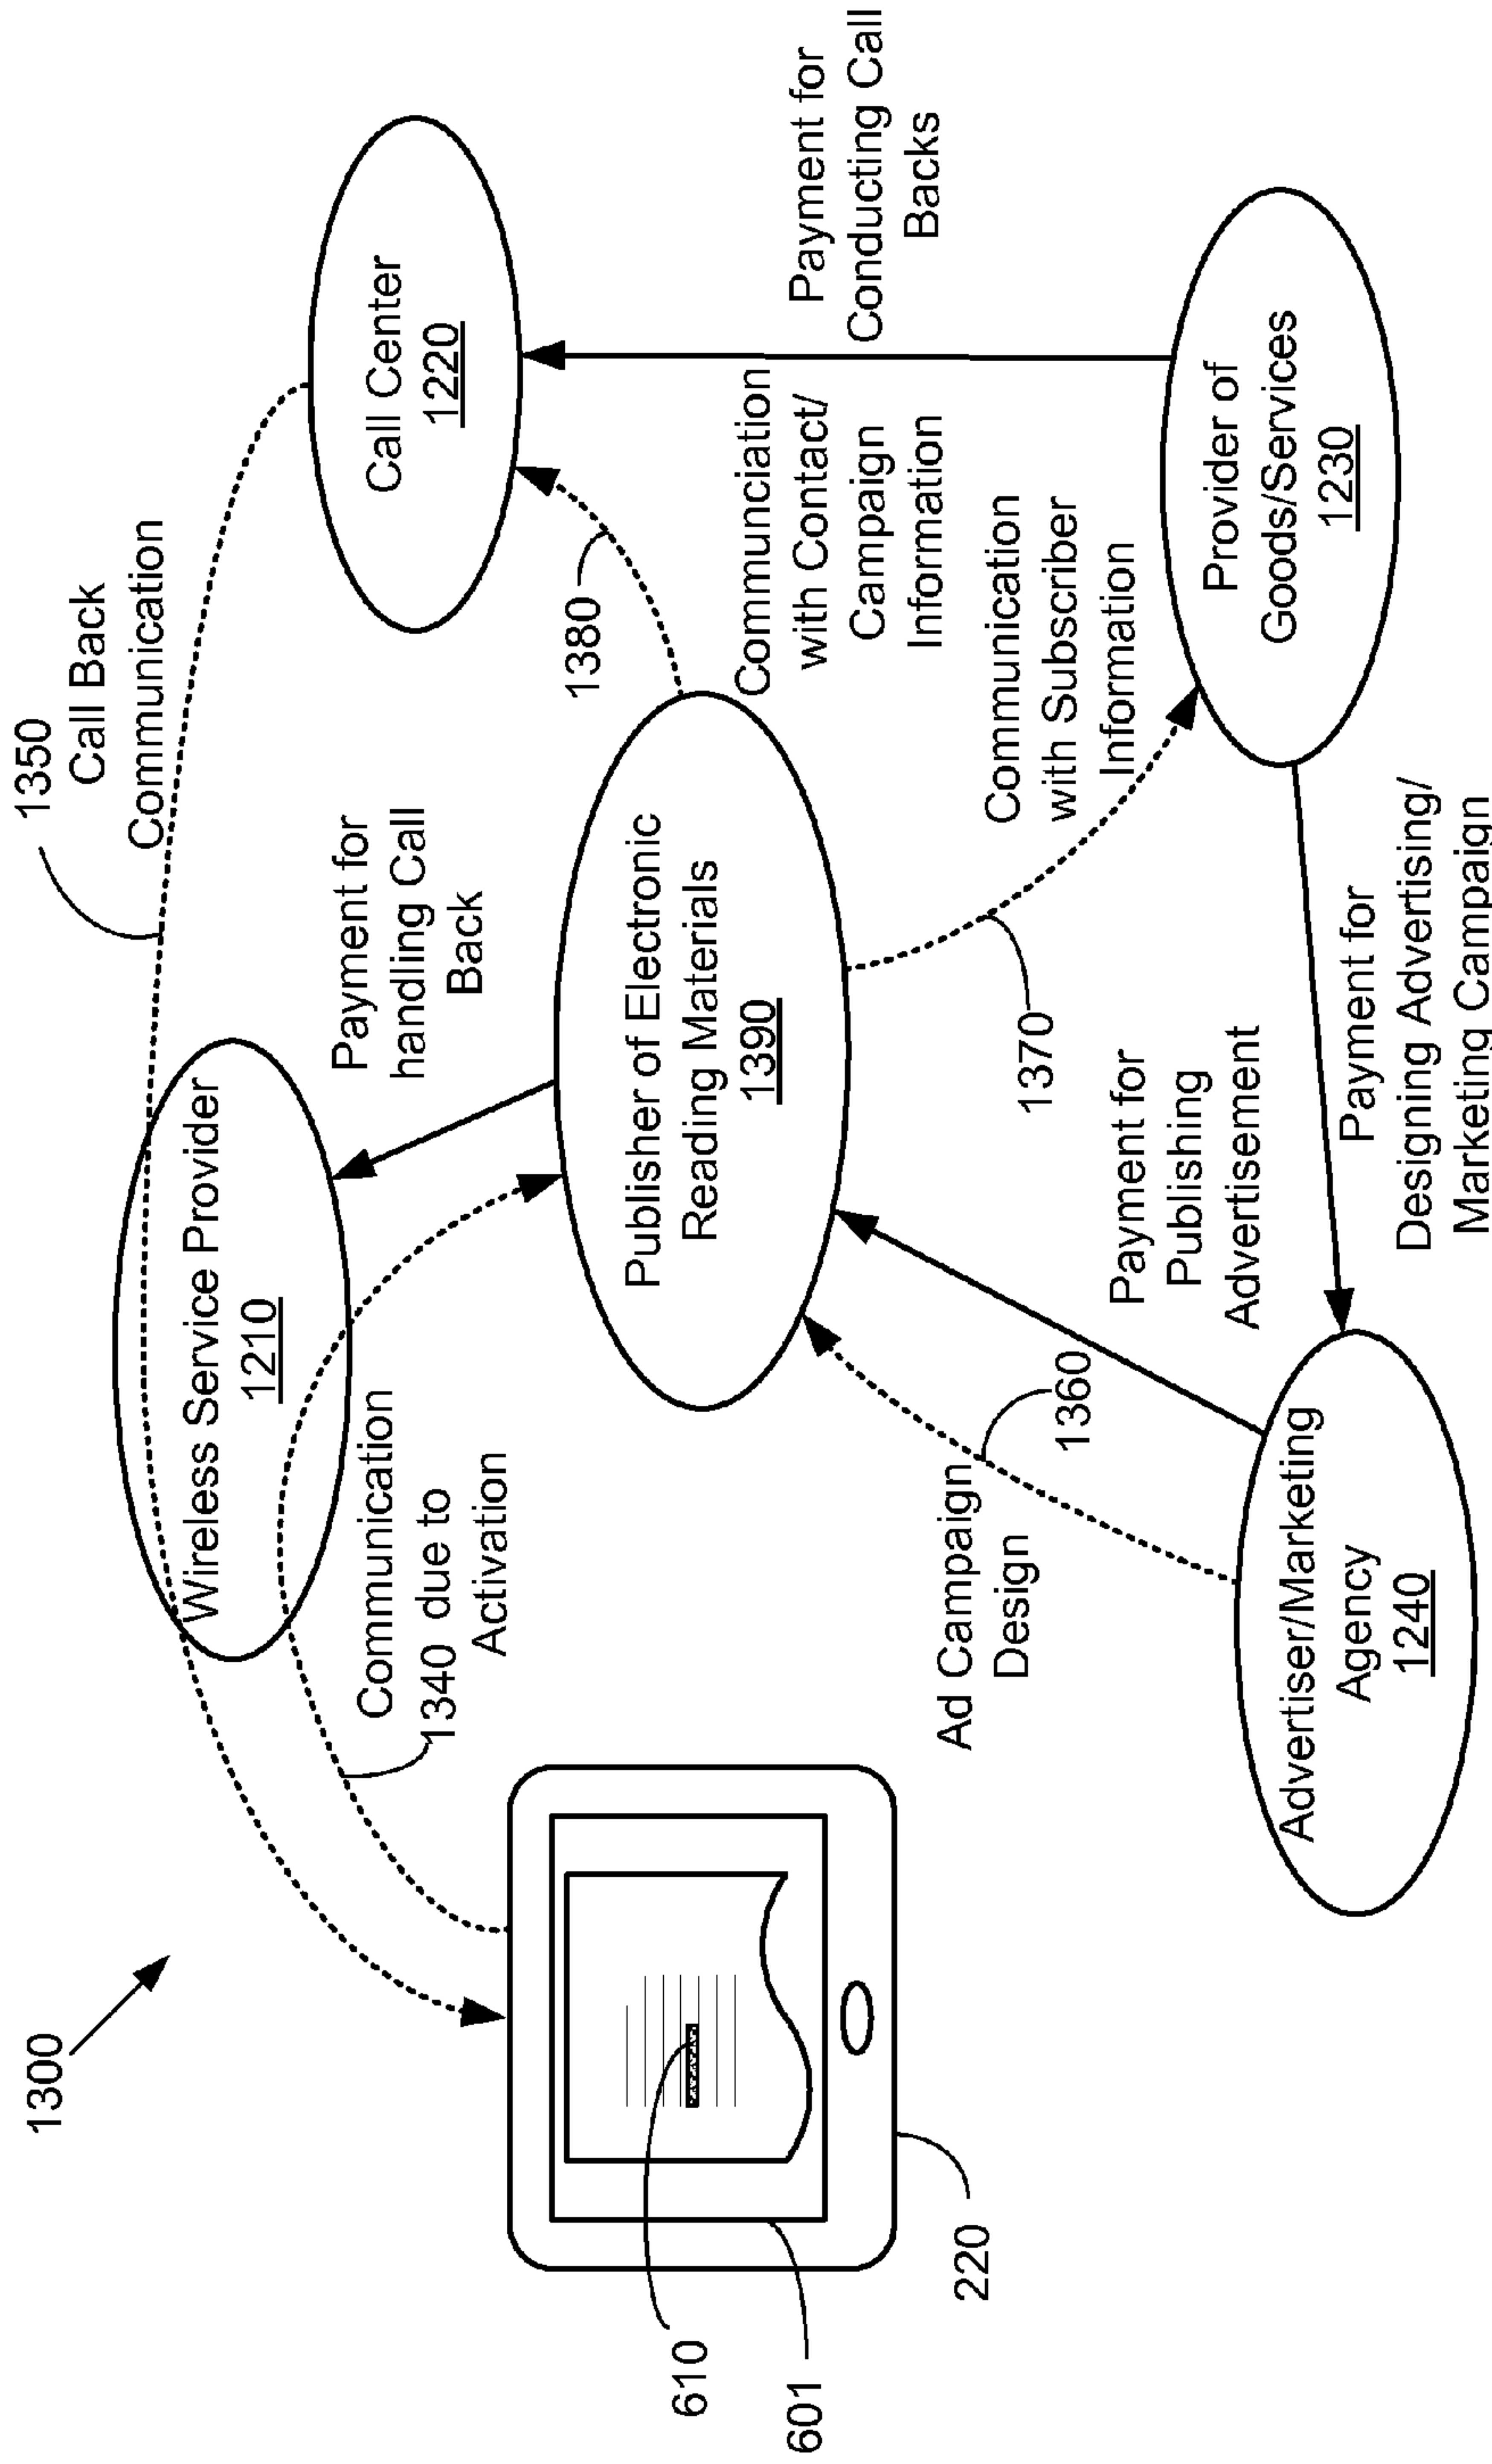 1300
1350
Call Back
Communication
Wireless Service Provider
1210
Call Center
1220
Payment for
handling Call
Back
Communication
1340 due to
Activation
1380
Publisher of Electronic
Reading Materials
1390
Communciation
with Contact/
Campaign
Information
Payment for
Conducting Call
Backs
610
601
220
Ad Campaign
Design
1360
Payment for
Publishing
Advertisement
1370
Communication
with Subscriber
Information
Provider of
Goods/Services
1230
Advertiser/Marketing
Agency
1240
Payment for
Designing Advertising/
Marketing Campaign